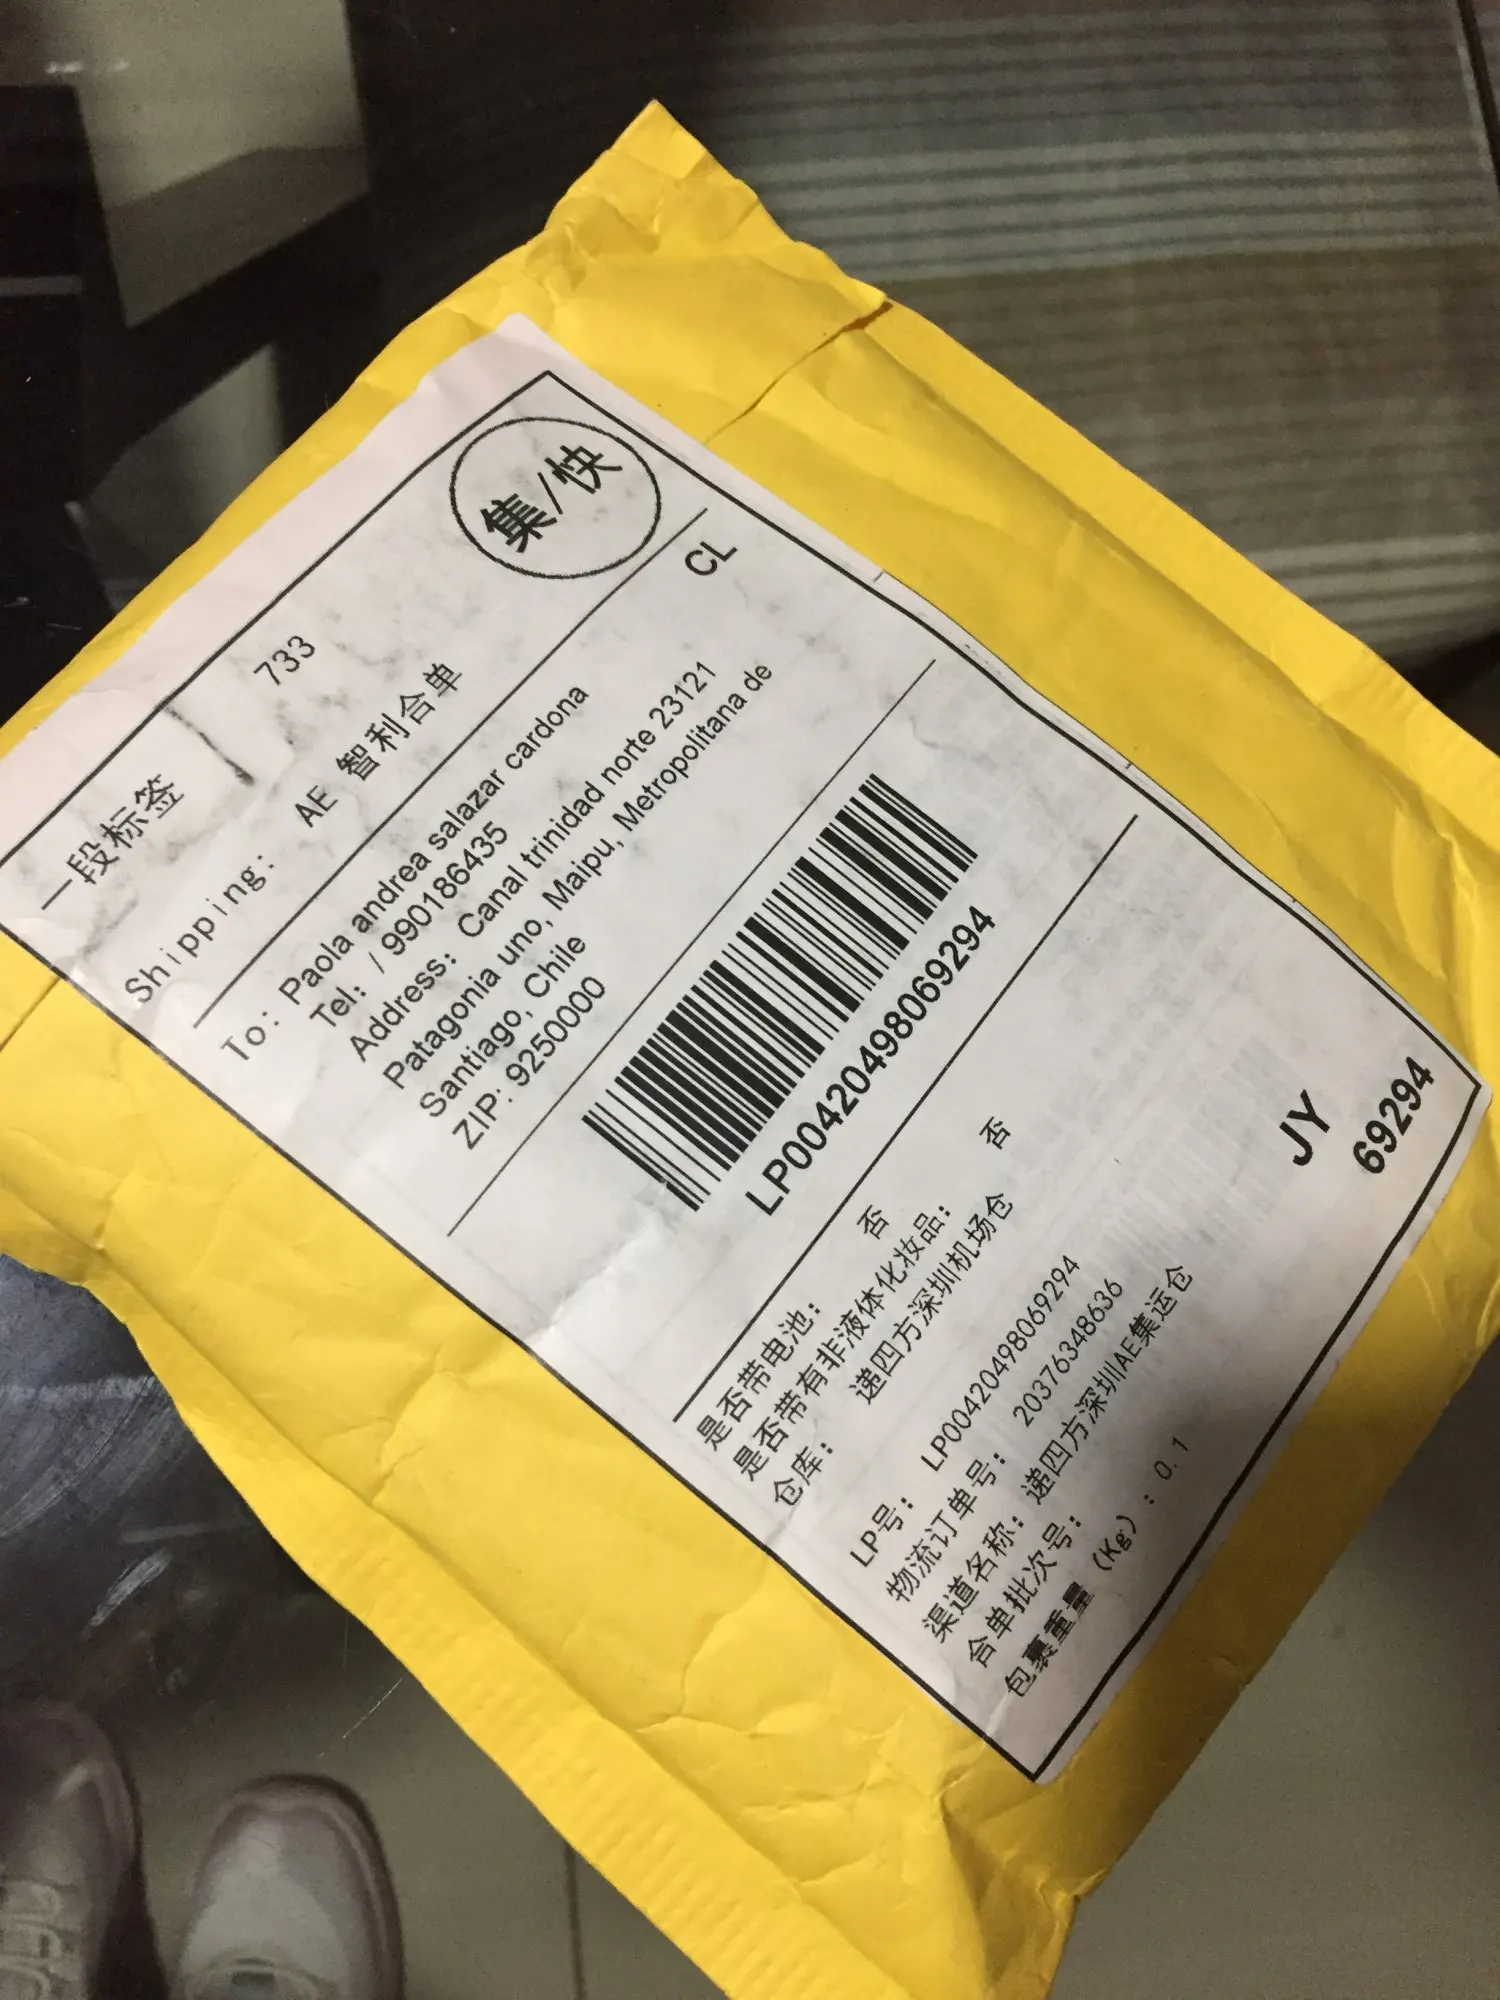 集/快
一段标签
733
Shipping:
AE 智利合单
CL
To: Paola andrea salazar cardona
Tel: / 990186435
Address: Canal trinidad norte 23121
Patagonia uno, Maipu, Metropolitana de
Santiago, Chile
ZIP: 9250000
LP00420498069294
是否带电池: 否
是否带有非液体化妆品: 否
仓库: 递四方深圳机场仓
LP号: LP00420498069294
物流订单号: 20376348636
渠道名称: 递四方深圳AE集运仓
合单批次号:
包裹重量 (Kg) : 0.1
JY
69294